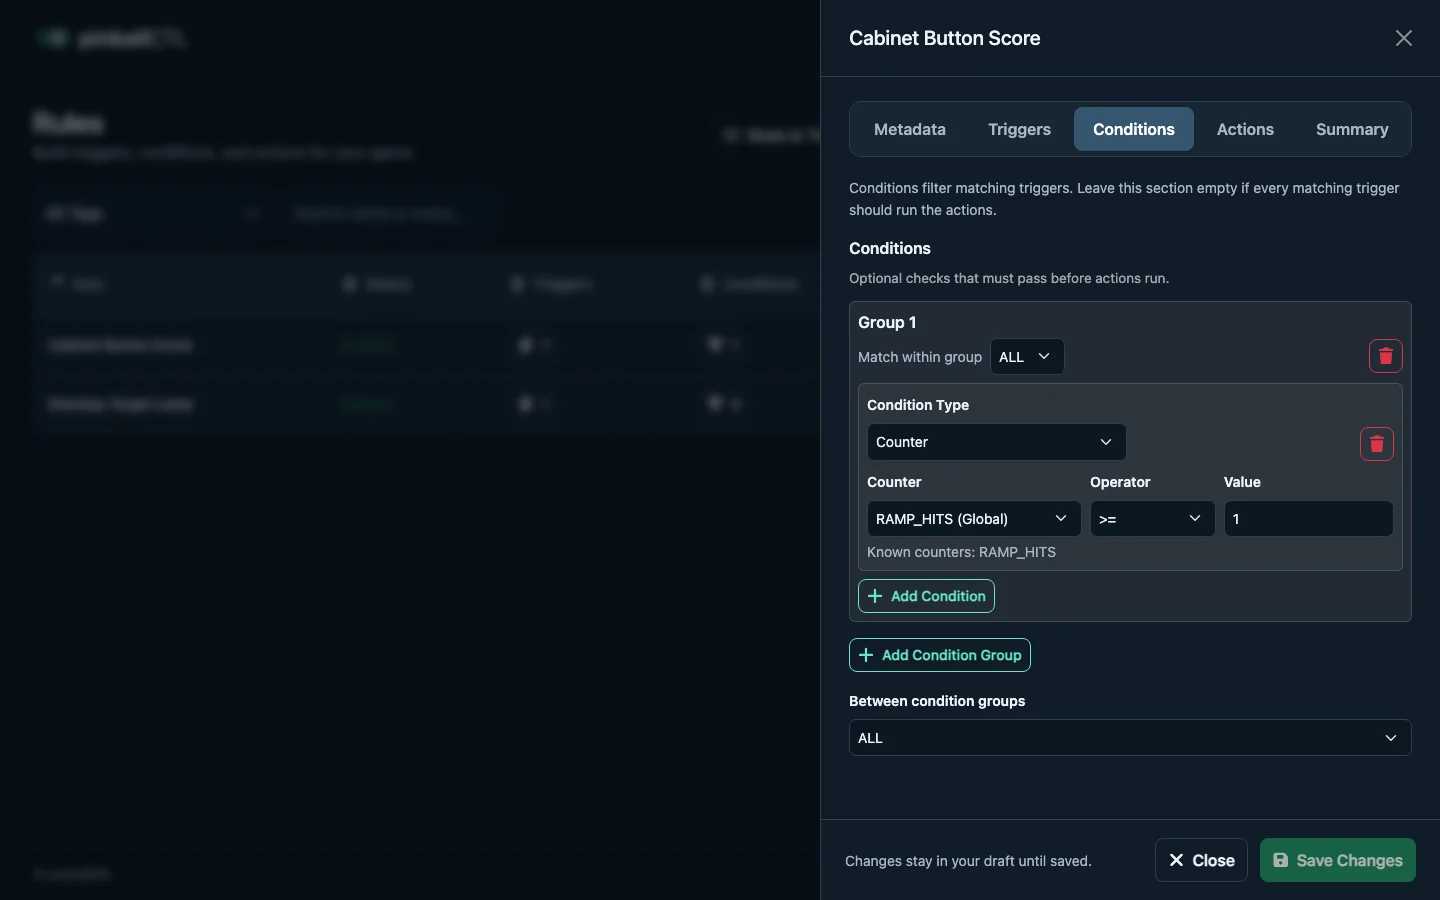 Cabinet Button Score
Metadata
Triggers
Conditions
Actions
Summary
Conditions filter matching triggers. Leave this section empty if every matching trigger
should run the actions.
Conditions
Optional checks that must pass before actions run.
Group 1
Match within group ALL
Condition Type
Counter
Counter Operator Value
RAMP_HITS (Global) >= 1
Known counters: RAMP_HITS
Add Condition
Add Condition Group
Between condition groups
ALL
Changes stay in your draft until saved.
Close
Save Changes
pinballCTL
Rules